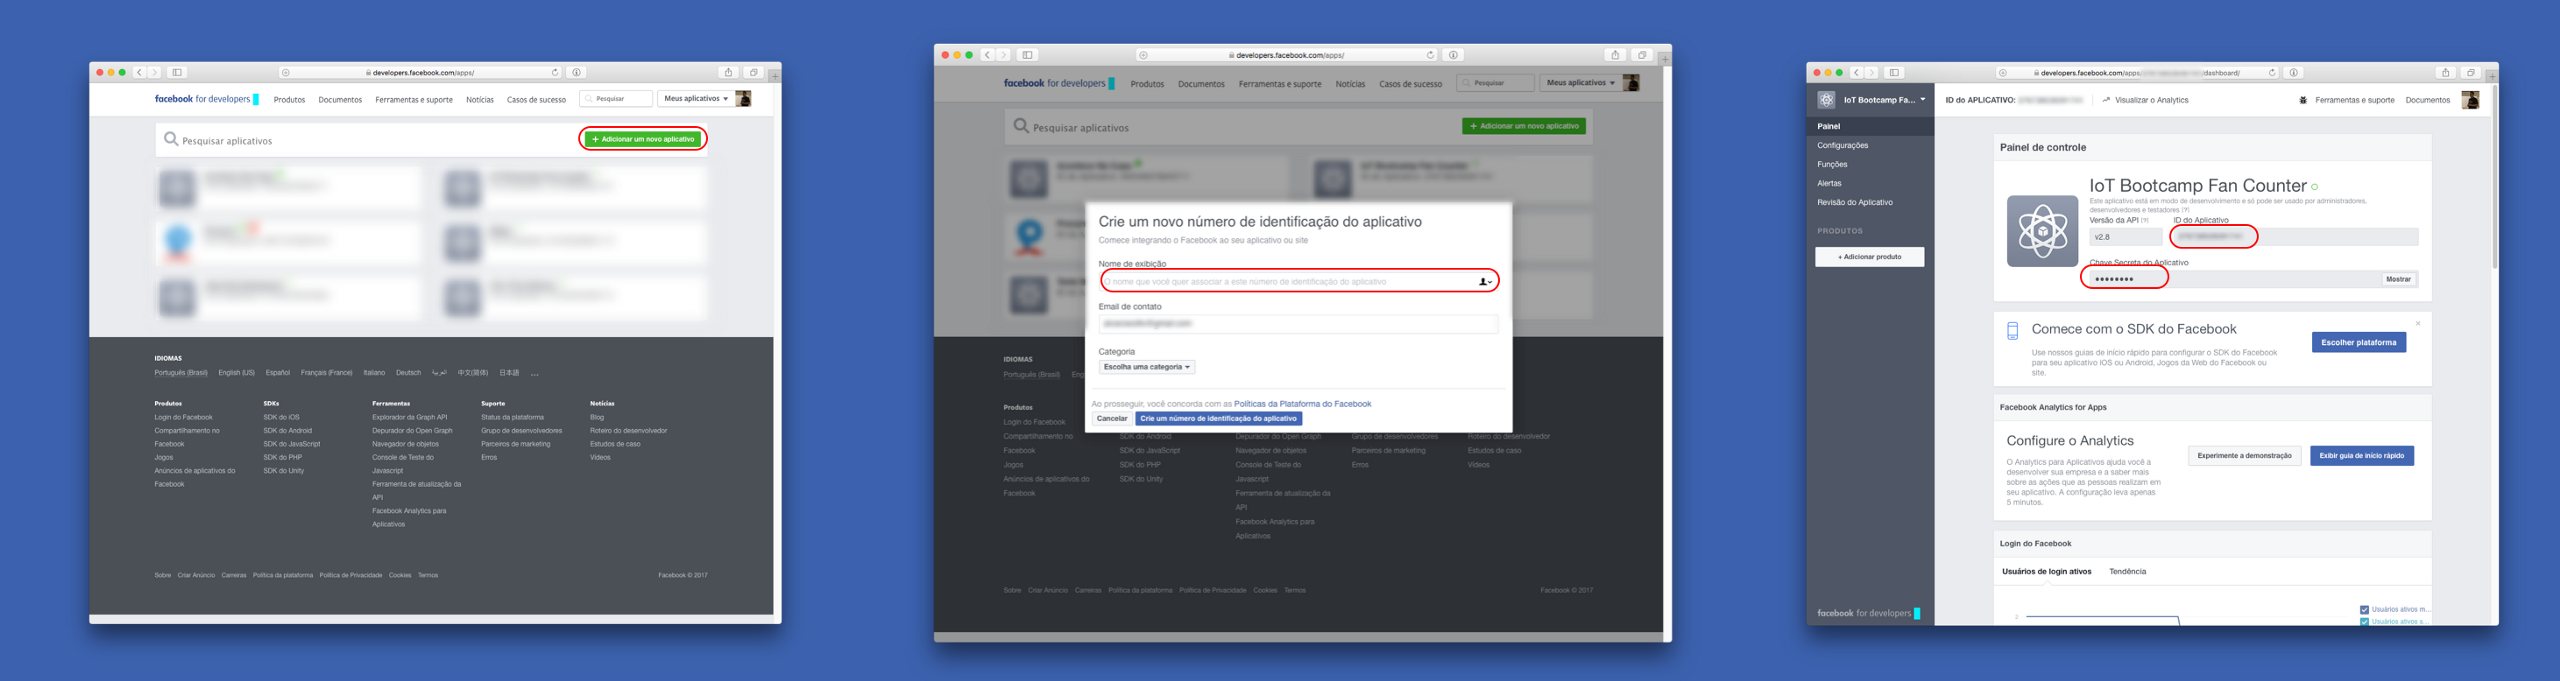 developers.facebook.com/apps/
facebook for developers Produtos Documentos Ferramentas e suporte Notícias Casos de sucesso Pesquisar Meus aplicativos
Pesquisar aplicativos + Adicionar um novo aplicativo
IDIOMAS
Português (Brasil) English (US) Español Français (France) Italiano Deutsch العربية 中文(简体) 日本語 ...
Produtos
Login do Facebook
Compartilhamento no
Facebook
Jogos
Anúncios de aplicativos do
Facebook
SDKs
SDK do iOS
SDK do Android
SDK do JavaScript
SDK do PHP
SDK do Unity
Ferramentas
Explorador da Graph API
Depurador do Open Graph
Navegador de objetos
Console de Teste do
Javascript
Ferramenta de atualização da
API
Facebook Analytics para
Aplicativos
Suporte
Status da plataforma
Grupo de desenvolvedores
Parceiros de marketing
Erros
Notícias
Blog
Roteiro do desenvolvedor
Estudos de caso
Vídeos
Sobre Criar Anúncio Carreiras Política da plataforma Política de Privacidade Cookies Termos Facebook © 2017
developers.facebook.com/apps/
facebook for developers Produtos Documentos Ferramentas e suporte Notícias Casos de sucesso Pesquisar Meus aplicativos
Pesquisar aplicativos + Adicionar um novo aplicativo
Crie um novo número de identificação do aplicativo
Comece integrando o Facebook ao seu aplicativo ou site
Nome de exibição
O nome que você quer associar a este número de identificação do aplicativo
Email de contato
Categoria
Escolha uma categoria
Ao prosseguir, você concorda com as Políticas da Plataforma do Facebook
Cancelar Crie um número de identificação do aplicativo
IDIOMAS
Português (Brasil)
Produtos
Login do Facebook
Compartilhamento no
Facebook
Jogos
Anúncios de aplicativos do
Facebook
SDK do Android
SDK do JavaScript
SDK do PHP
SDK do Unity
Depurador do Open Graph
Navegador de objetos
Console de Teste do
Javascript
Ferramenta de atualização da
API
Facebook Analytics para
Aplicativos
Grupo de desenvolvedores
Parceiros de marketing
Erros
Roteiro do desenvolvedor
Estudos de caso
Vídeos
Sobre Criar Anúncio Carreiras Política da plataforma Política de Privacidade Cookies Termos Facebook © 2017
developers.facebook.com/apps/ /dashboard/
IoT Bootcamp Fa... ID do APLICATIVO: Visualizar o Analytics Ferramentas e suporte Documentos
Painel
Configurações
Funções
Alertas
Revisão do Aplicativo
PRODUTOS
+ Adicionar produto
facebook for developers
Painel de controle
IoT Bootcamp Fan Counter
Este aplicativo está em modo de desenvolvimento e só pode ser usado por administradores,
desenvolvedores e testadores [?]
Versão da API [?] ID do Aplicativo
v2.8
Chave Secreta do Aplicativo
●●●●●●●● Mostrar
Comece com o SDK do Facebook
Use nossos guias de início rápido para configurar o SDK do Facebook
para seu aplicativo iOS ou Android, Jogos da Web do Facebook ou
site.
Escolher plataforma
Facebook Analytics for Apps
Configure o Analytics
O Analytics para Aplicativos ajuda você a
desenvolver sua empresa e a saber mais
sobre as ações que as pessoas realizam em
seu aplicativo. A configuração leva apenas
5 minutos.
Experimente a demonstração Exibir guia de início rápido
Login do Facebook
Usuários de login ativos Tendência
2
Usuários ativos m...
Usuários ativos s...